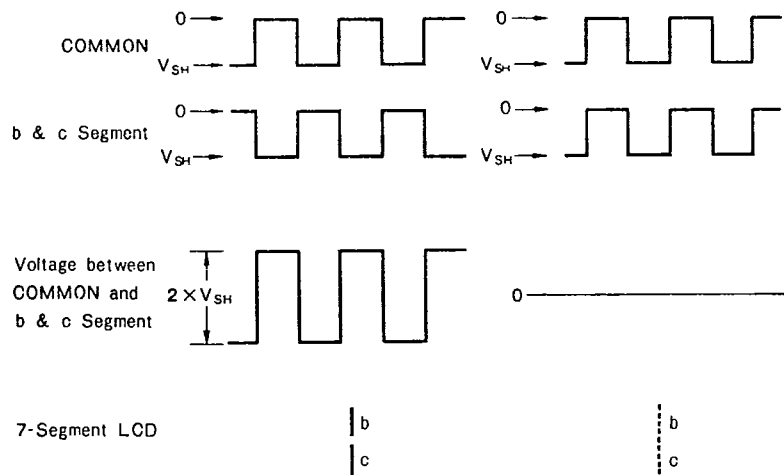 0 0
COMMON
V_SH V_SH
0 0
b & c Segment
V_SH V_SH
Voltage between
COMMON and 2 × V_SH 0
b & c Segment
b b
7-Segment LCD
c c